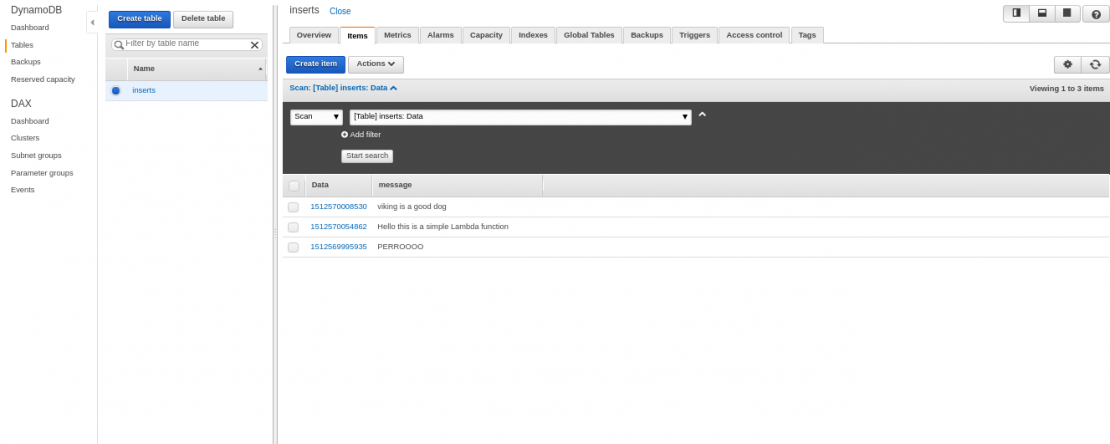 DynamoDB
Dashboard
Tables
Backups
Reserved capacity
DAX
Dashboard
Clusters
Subnet groups
Parameter groups
Events
Create table Delete table
Filter by table name
Name
inserts
inserts Close
Overview Items Metrics Alarms Capacity Indexes Global Tables Backups Triggers Access control Tags
Create item Actions
Scan: [Table] inserts: Data Viewing 1 to 3 items
Scan [Table] inserts: Data
Add filter
Start search
Data message
1512570008530 viking is a good dog
1512570054862 Hello this is a simple Lambda function
1512569995935 PERROOOO